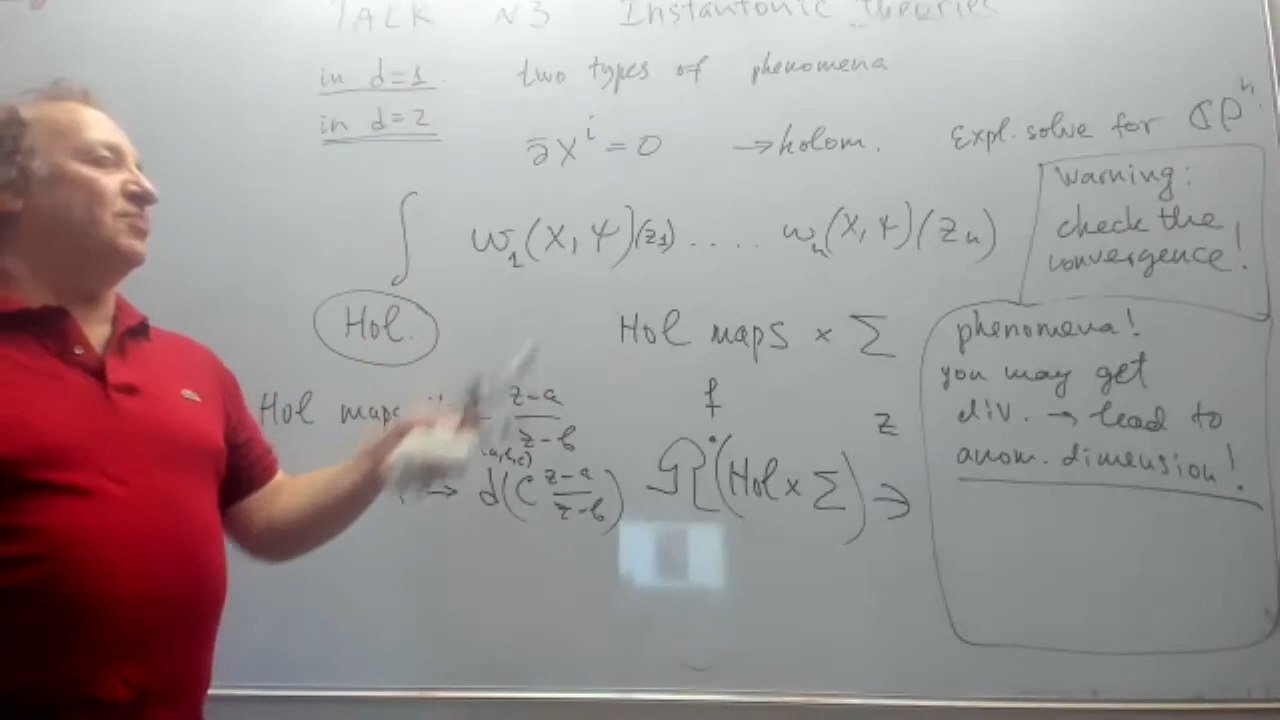 TALK N3 Instantonic theories
in d=1 two types of phenomena
in d=2
∂̄X^i = 0 → holom. Expl. solve for CP^n
∫ ω_1(X, Ψ)(z_1) ..... ω_n(X, Ψ)(z_n)
Hol.
Warning:
check the
convergence!
Hol maps × Σ
f z
Hol maps z-a / z-b
→ d_(a,b,c)(C z-a / z-b) Ω^•(Hol × Σ) ∋
phenomena!
you may get
div. → lead to
anom. dimension!